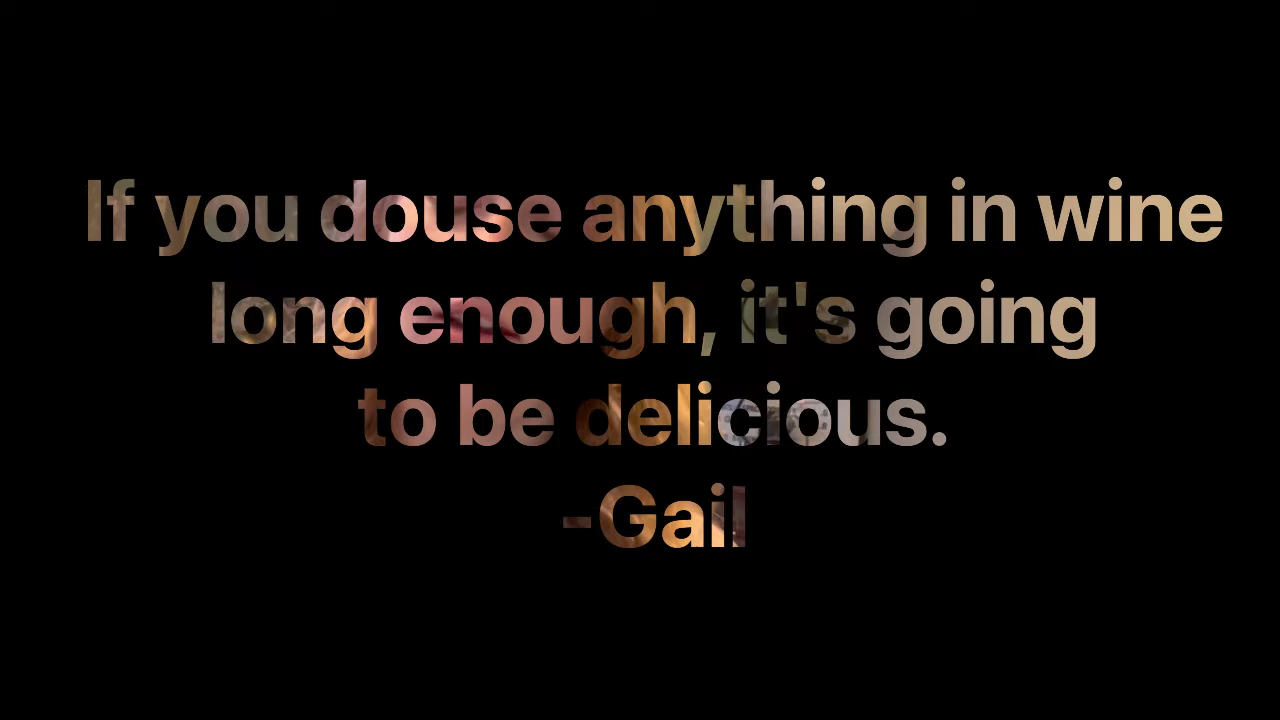 If you douse anything in wine
long enough, it's going
to be delicious.
-Gail